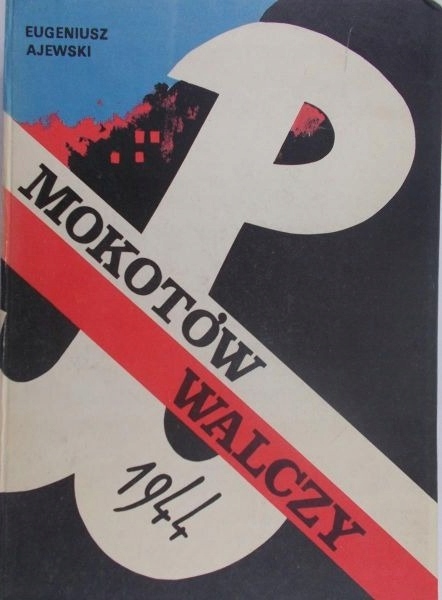 EUGENIUSZ
AJEWSKI
MOKOTÓW
WALCZY
1944